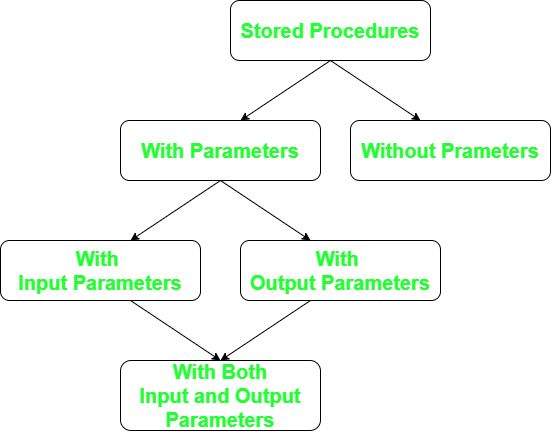 Stored Procedures
With Parameters
Without Prameters
With
Input Parameters
With
Output Parameters
With Both
Input and Output
Parameters